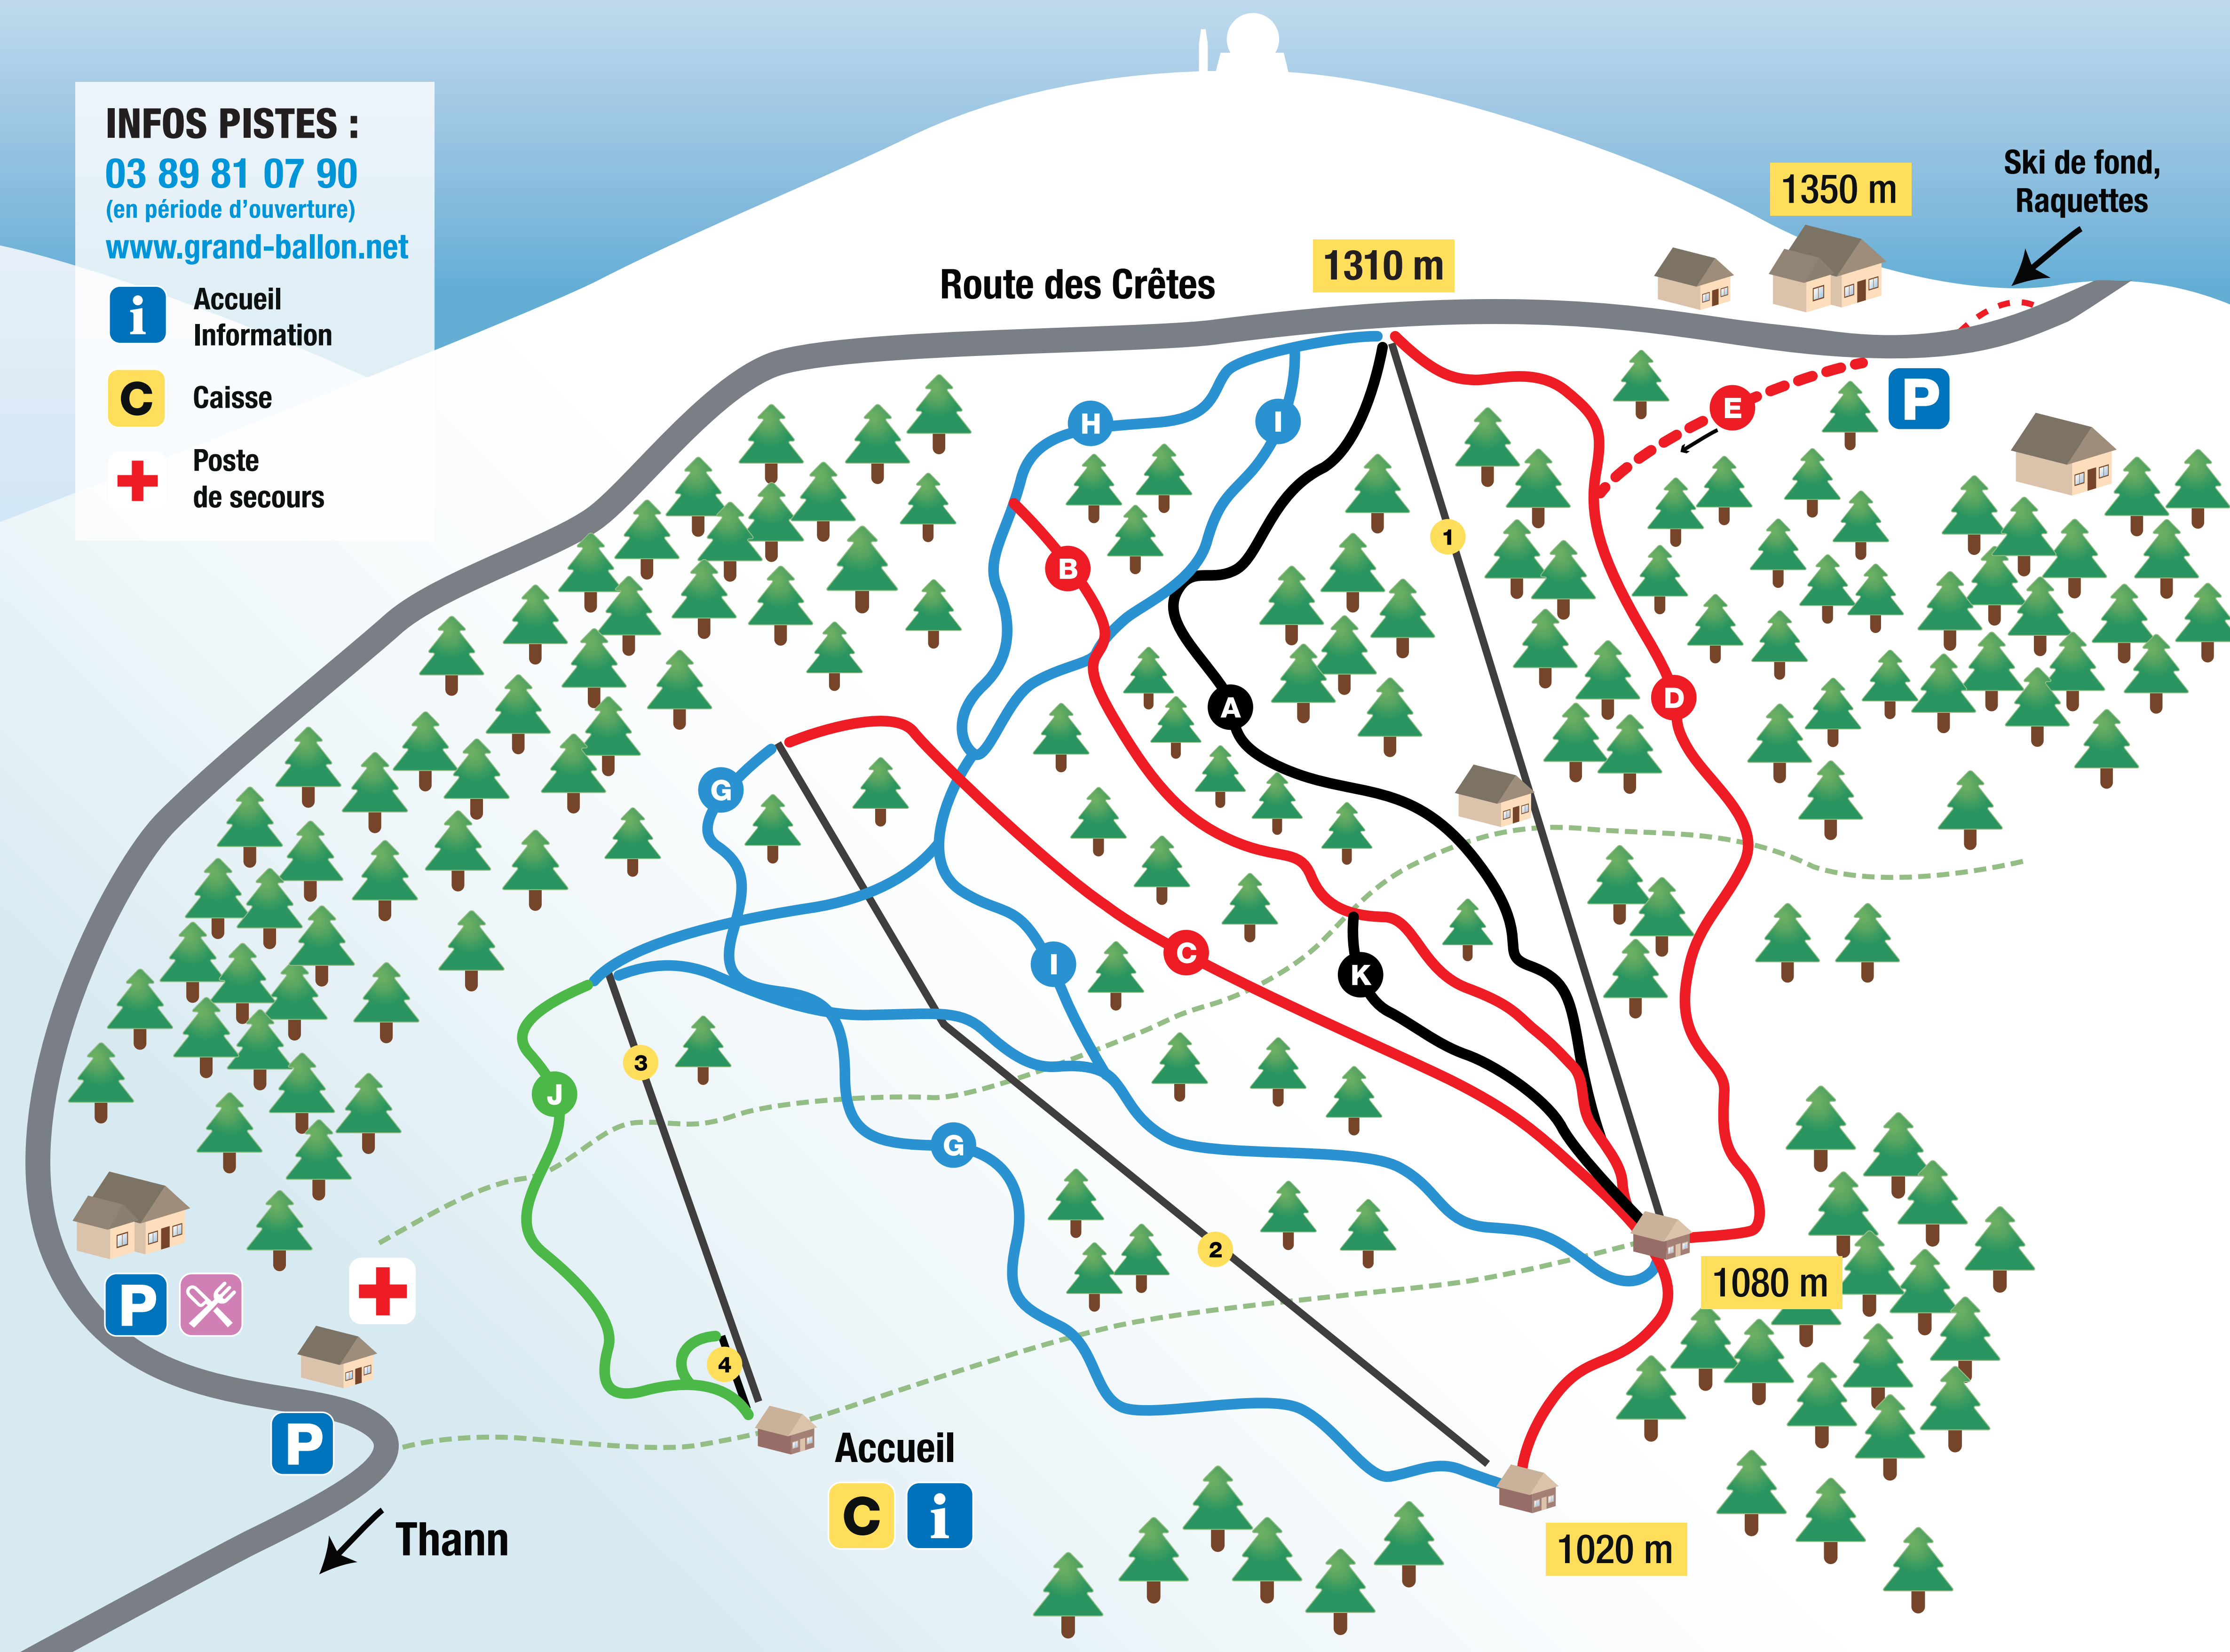 INFOS PISTES :
03 89 81 07 90
(en période d'ouverture)
www.grand-ballon.net
i
Accueil
Information
C
Caisse
Poste
de secours
Route des Crêtes
1310 m
1350 m
Ski de fond,
Raquettes
H
I
E
P
B
1
A
D
G
C
I
K
3
J
G
2
1080 m
P
4
P
Accueil
C
i
Thann
1020 m